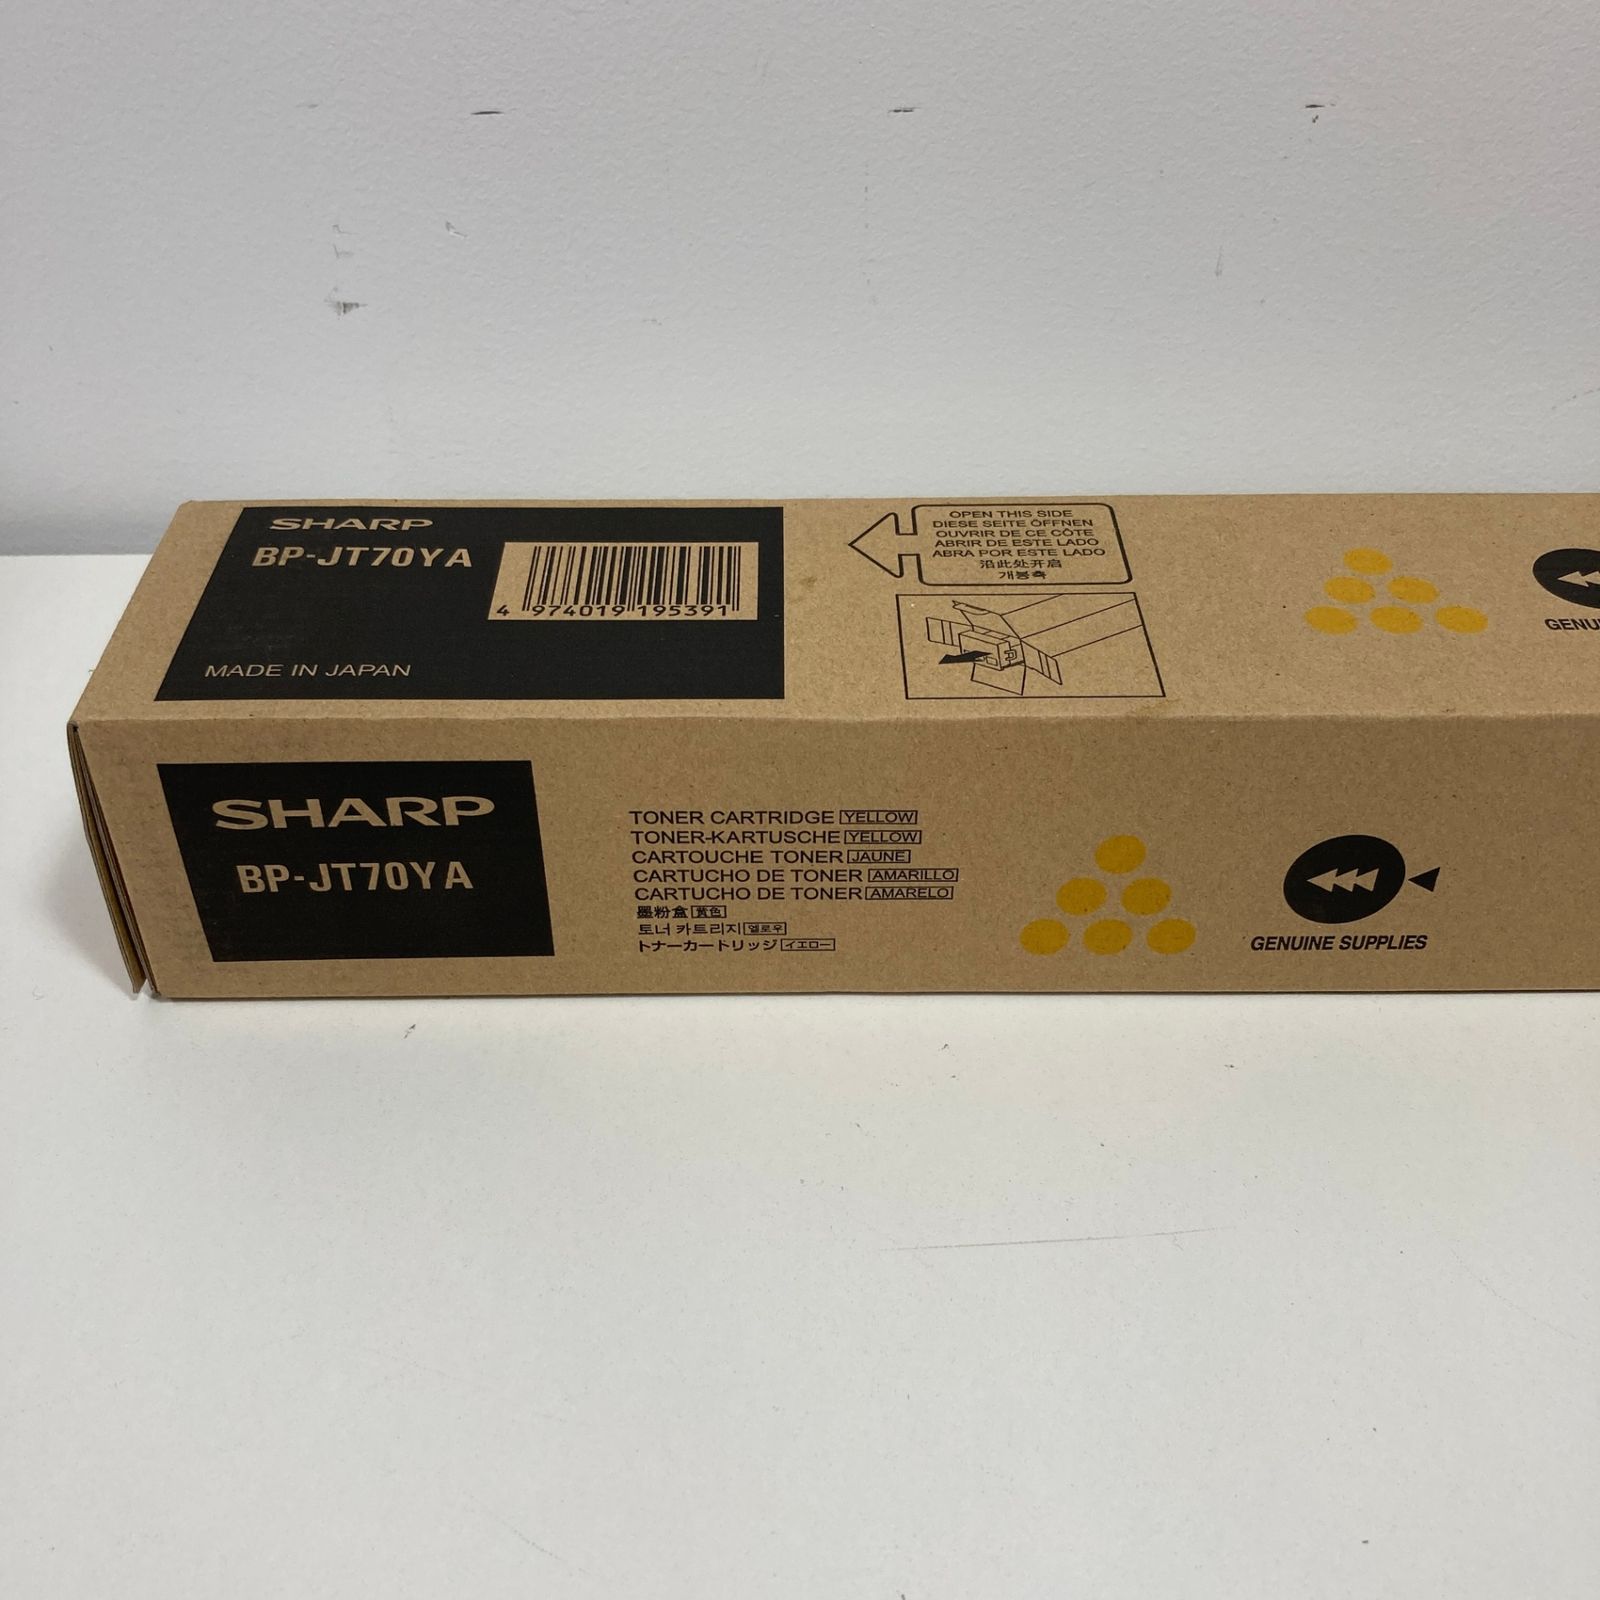 SHARP
BP-JT70YA
4 974019 195391
MADE IN JAPAN
OPEN THIS SIDE
DIESE SEITE ÖFFNEN
OUVRIR DE CE CÔTE
ABRIR DE ESTE LADO
ABRA POR ESTE LADO
沿此处开启
개봉측
GENU
SHARP
BP-JT70YA
TONER CARTRIDGE YELLOW
TONER-KARTUSCHE YELLOW
CARTOUCHE TONER JAUNE
CARTUCHO DE TONER AMARILLO
CARTUCHO DE TONER AMARELO
墨粉盒 黄色
토너 카트리지 옐로우
トナーカートリッジ イエロー
GENUINE SUPPLIES